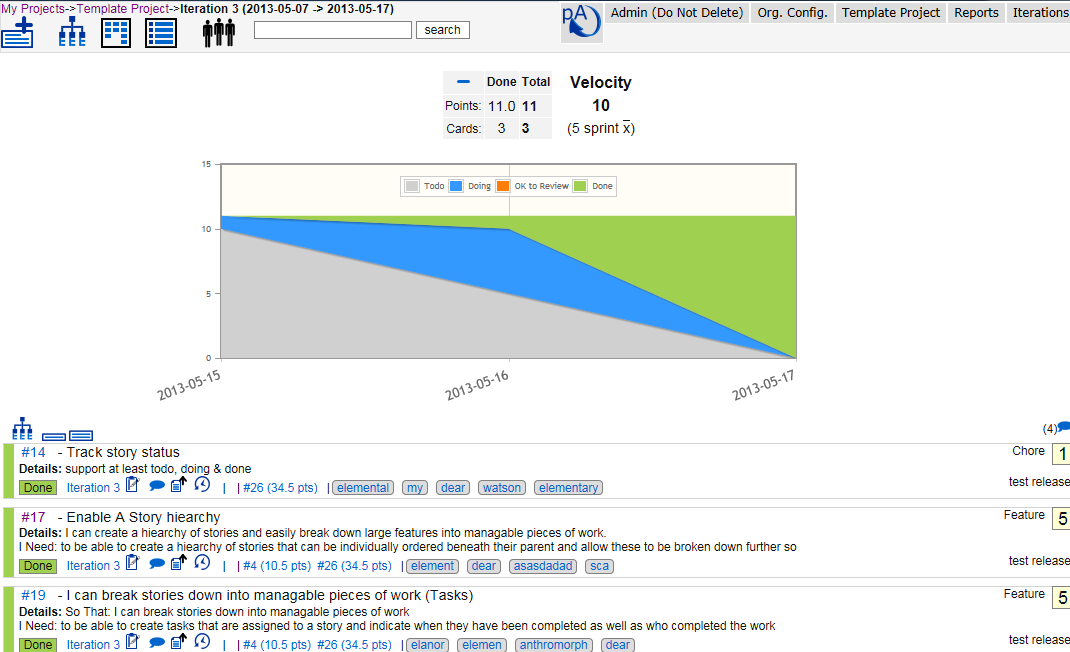 My Projects->Template Project->Iteration 3 (2013-05-07 -> 2013-05-17)
search
pA
Admin (Do Not Delete) Org. Config. Template Project Reports Iterations
Done Total
Points: 11.0 11
Cards: 3 3
Velocity
10
(5 sprint x̅)
15
10
5
0
Todo Doing OK to Review Done
2013-05-15 2013-05-16 2013-05-17
(4)
#14 - Track story status Chore 1
Details: support at least todo, doing & done
Done Iteration 3 | | #26 (34.5 pts) | elemental my dear watson elementary test release
#17 - Enable A Story hiearchy Feature 5
Details: I can create a hiearchy of stories and easily break down large features into managable pieces of work.
I Need: to be able to create a hiearchy of stories that can be individually ordered beneath their parent and allow these to be broken down further so
Done Iteration 3 | | #4 (10.5 pts) #26 (34.5 pts) | element dear asasdadad sca test release
#19 - I can break stories down into managable pieces of work (Tasks) Feature 5
Details: So That: I can break stories down into managable pieces of work
I Need: to be able to create tasks that are assigned to a story and indicate when they have been completed as well as who completed the work
Done Iteration 3 | | #4 (10.5 pts) #26 (34.5 pts) | elanor elemen anthromorph dear test release